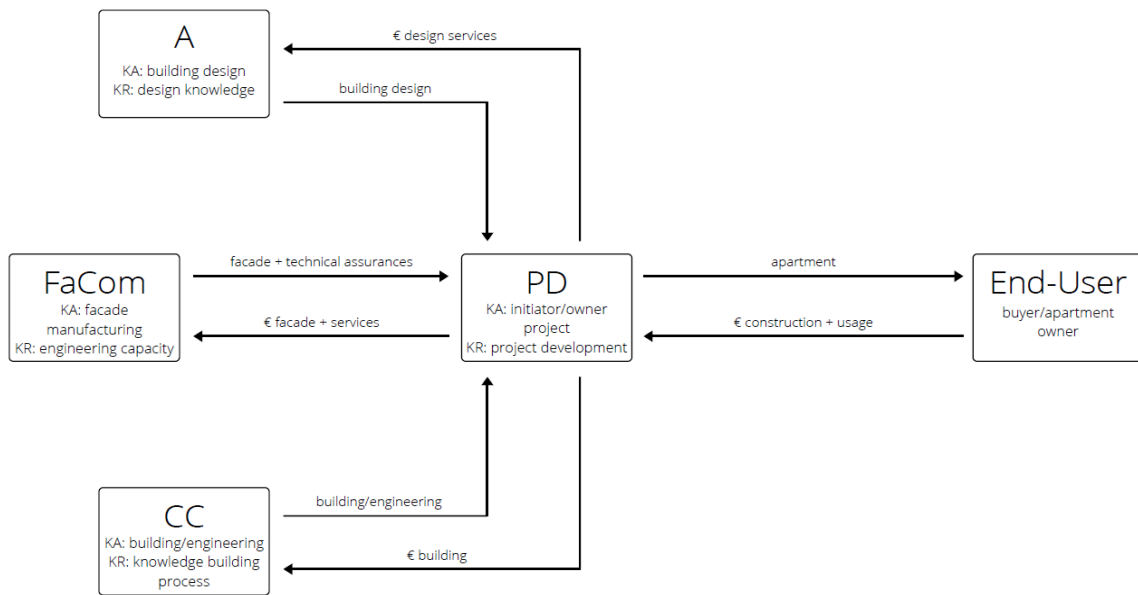 A
KA: building design
KR: design knowledge
€ design services
building design
FaCom
KA: facade
manufacturing
KR: engineering capacity
facade + technical assurances
€ facade + services
PD
KA: initiator/owner
project
KR: project development
apartment
€ construction + usage
End-User
buyer/apartment
owner
CC
KA: building/engineering
KR: knowledge building
process
building/engineering
€ building